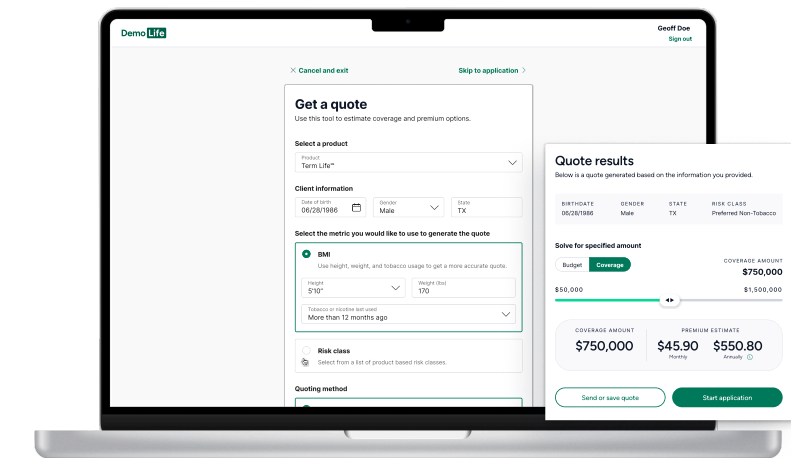 Demo Life
Geoff Doe
Sign out
Cancel and exit
Skip to application
Get a quote
Use this tool to estimate coverage and premium options.
Select a product
Product
Term Life℠
Client information
Date of birth
06/28/1986
Gender
Male
State
TX
Select the metric you would like to use to generate the quote
BMI
Use height, weight, and tobacco usage to get a more accurate quote.
Height
5'10"
Weight (lbs)
170
Tobacco or nicotine last used
More than 12 months ago
Risk class
Select from a list of product based risk classes.
Quoting method
Quote results
Below is a quote generated based on the information you provided.
BIRTHDATE GENDER STATE RISK CLASS
06/28/1986 Male TX Preferred Non-Tobacco
Solve for specified amount
Budget Coverage
COVERAGE AMOUNT
$750,000
$50,000 $1,500,000
COVERAGE AMOUNT PREMIUM ESTIMATE
$750,000 $45.90 $550.80
Monthly Annually
Send or save quote Start application